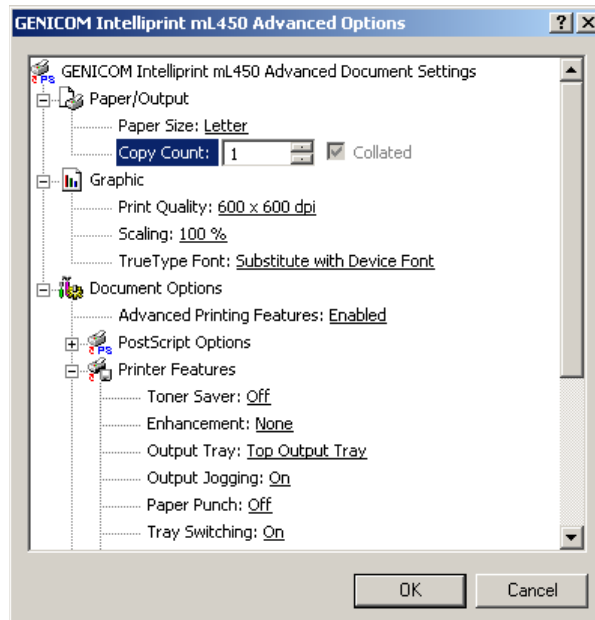 GENICOM Intelliprint mL450 Advanced Options
GENICOM Intelliprint mL450 Advanced Document Settings
Paper/Output
Paper Size: Letter
Copy Count: 1 Collated
Graphic
Print Quality: 600 x 600 dpi
Scaling: 100 %
TrueType Font: Substitute with Device Font
Document Options
Advanced Printing Features: Enabled
PostScript Options
Printer Features
Toner Saver: Off
Enhancement: None
Output Tray: Top Output Tray
Output Jogging: On
Paper Punch: Off
Tray Switching: On
OK Cancel